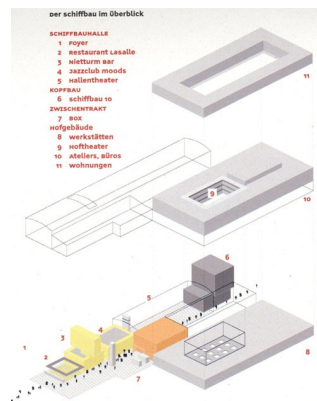 Der schiffbau im überblick
SCHIFFBAUHALLE
1 Foyer
2 Restaurant Lasalle
3 Nietturm Bar
4 Jazzclub moods
5 Hallentheater
KOPFBAU
6 schiffbau 10
ZWISCHENTRAKT
7 Box
Hofgebäude
8 werkstätten
9 Hoftheater
10 Ateliers, Büros
11 wohnungen
11
9
10
6
5
4
3
1
2
7
8